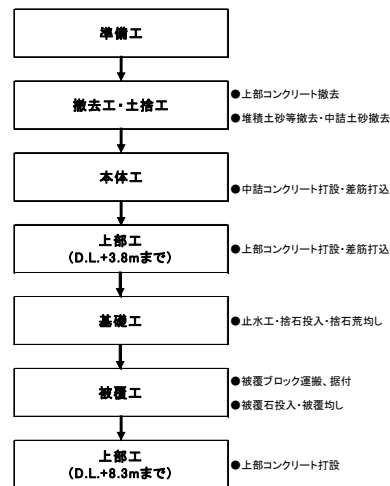 準備工
撤去工・土捨工
●上部コンクリート撤去
●堆積土砂等撤去・中詰土砂撤去
本体工
●中詰コンクリート打設・差筋打込
上部工
(D.L.+3.8mまで)
●上部コンクリート打設・差筋打込
基礎工
●止水工・捨石投入・捨石荒均し
被覆工
●被覆ブロック運搬、据付
●被覆石投入・被覆均し
上部工
(D.L.+8.3mまで)
●上部コンクリート打設